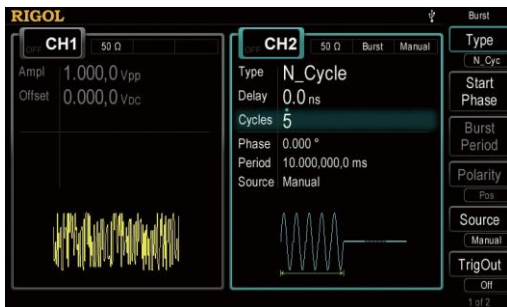 RIGOL
Burst
OFF CH1 50 Ω
Ampl 1.000,0 Vpp
Offset 0.000,0 VDC
OFF CH2 50 Ω Burst Manual
Type N_Cycle
Delay 0.0 ns
Cycles 5
Phase 0.000 °
Period 10.000,000,0 ms
Source Manual
Type
N_Cyc
Start
Phase
Burst
Period
Polarity
Pos
Source
Manual
TrigOut
Off
1 of 2